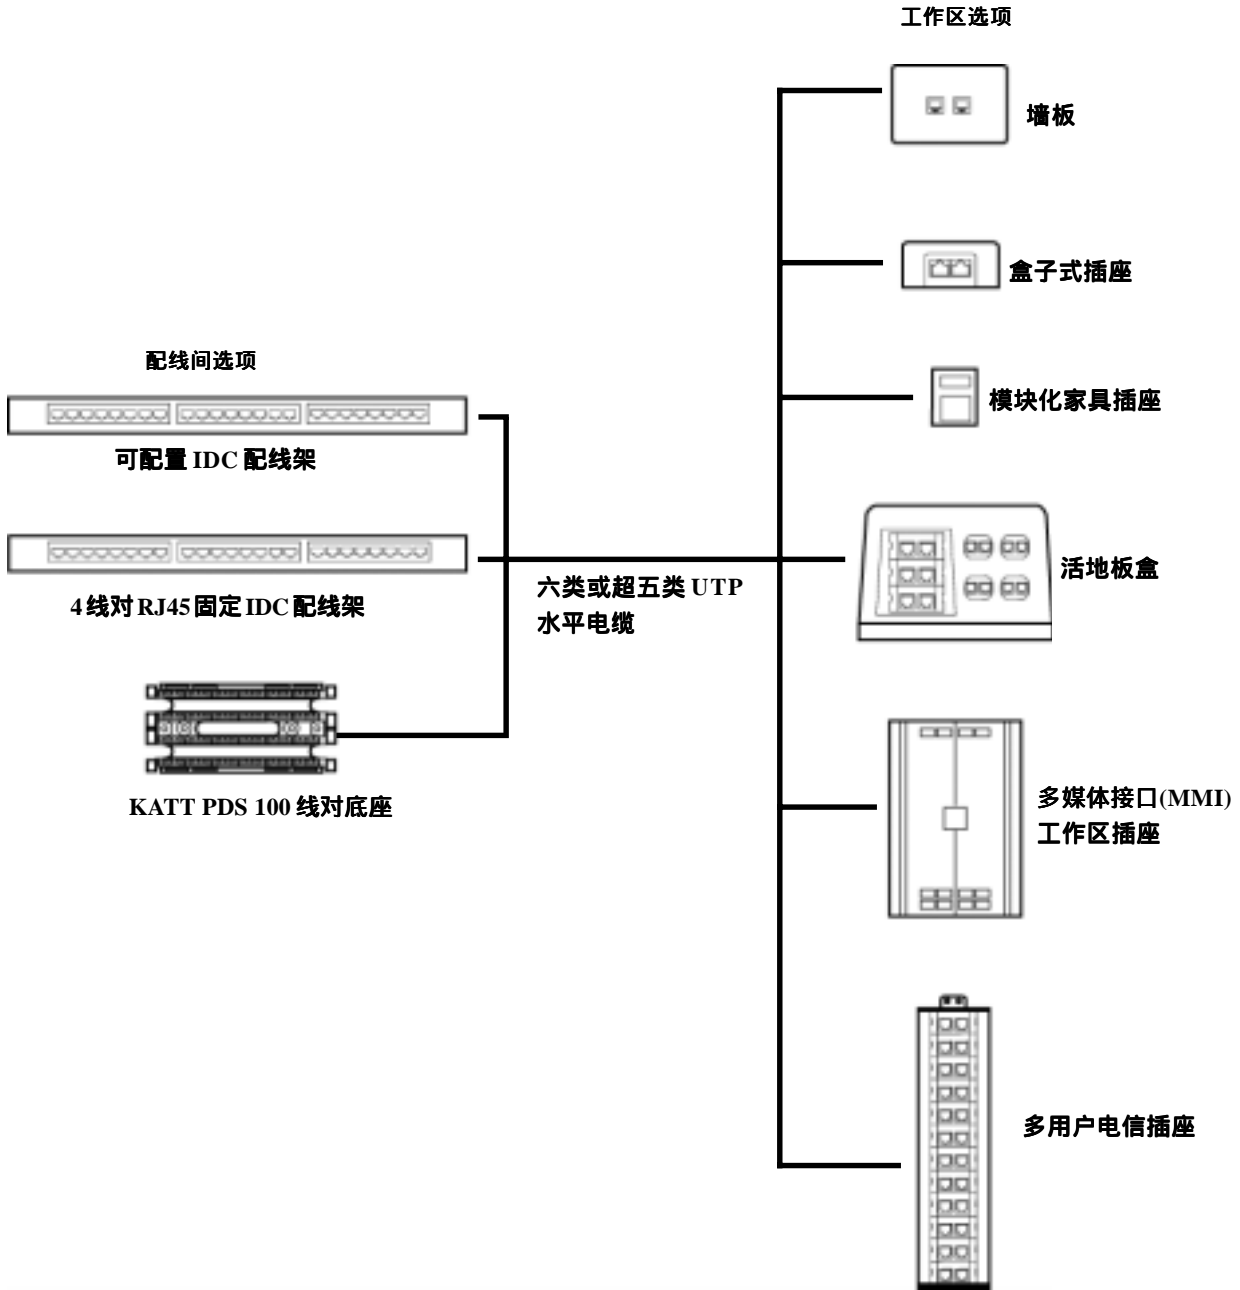 工作区选项
墙板
盒子式插座
配线间选项
模块化家具插座
可配置 IDC 配线架
活地板盒
六类或超五类 UTP
水平电缆
4 线对 RJ45 固定 IDC 配线架
KATT PDS 100 线对底座
多媒体接口(MMI)
工作区插座
多用户电信插座